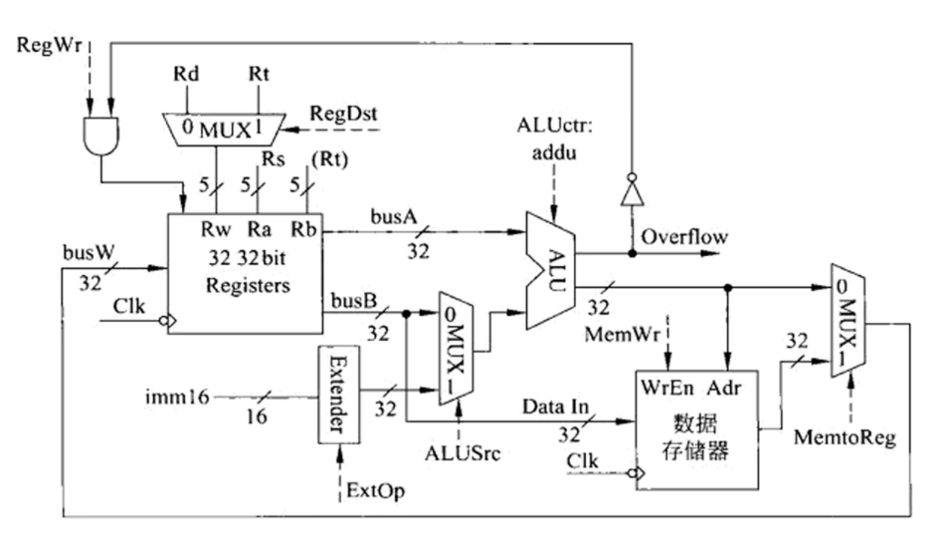 RegWr
Rd Rt
0 MUX 1
RegDst
ALUctr:
addu
Rs (Rt)
5 5 5
Rw Ra Rb
32 32bit
Registers
busA
32
ALU
Overflow
busW
32
Clk
busB
32
0 MUX 1
32
MemWr
0 MUX 1
32
imm16
16
Extender
32
WrEn Adr
数据
存储器
Data In
32
Clk
ALUSrc
MemtoReg
ExtOp